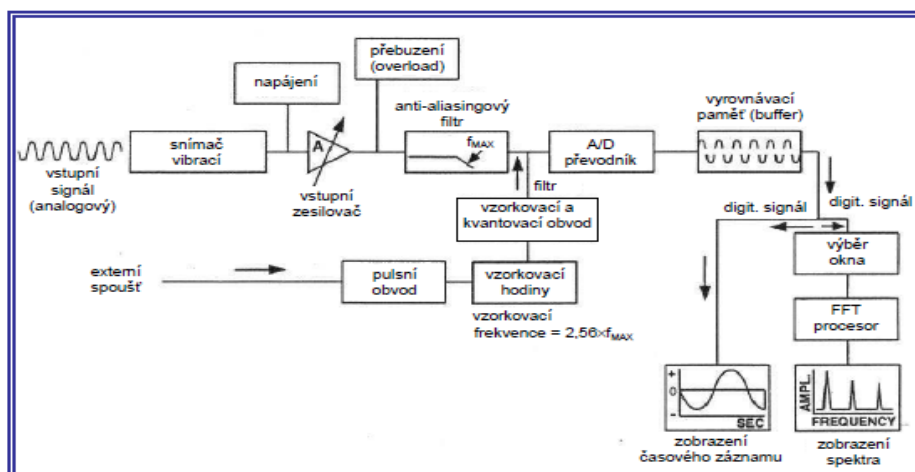 přebuzení
(overload)
napájení
anti-aliasingový
filtr
vyrovnávací
paměť (buffer)
snímač
vibrací
A
fMAX
A/D
převodník
vstupní
signál
(analogový)
vstupní
zesilovač
filtr
digit. signál
digit. signál
vzorkovací a
kvantovací obvod
výběr
okna
externí
spoušť
pulsní
obvod
vzorkovací
hodiny
FFT
procesor
vzorkovací
frekvence = 2,56×fMAX
+
0
-
SEC
AMPL.
FREQUENCY
zobrazení
časového záznamu
zobrazení
spektra